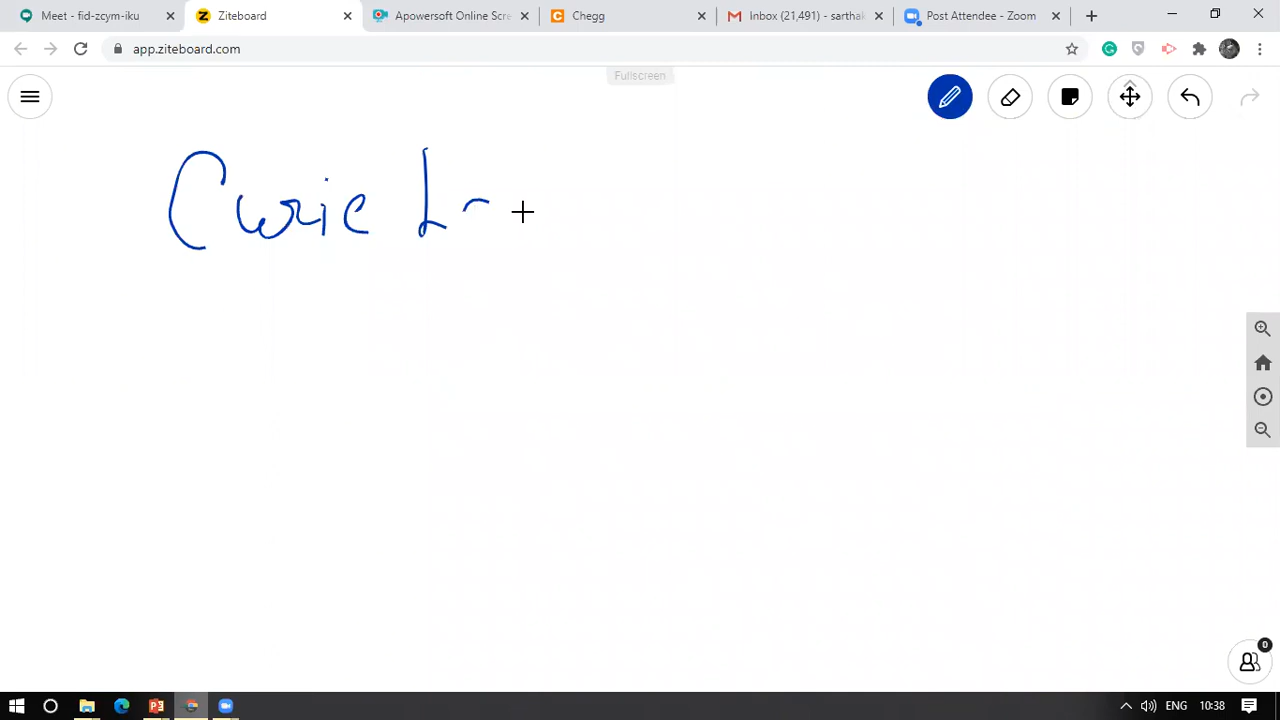 Meet - fid-zcym-iku
Ziteboard
Apowersoft Online Scre
Chegg
Inbox (21,491) - sarthak
Post Attendee - Zoom
app.ziteboard.com
Fullscreen
Curie L
0
ENG
10:38